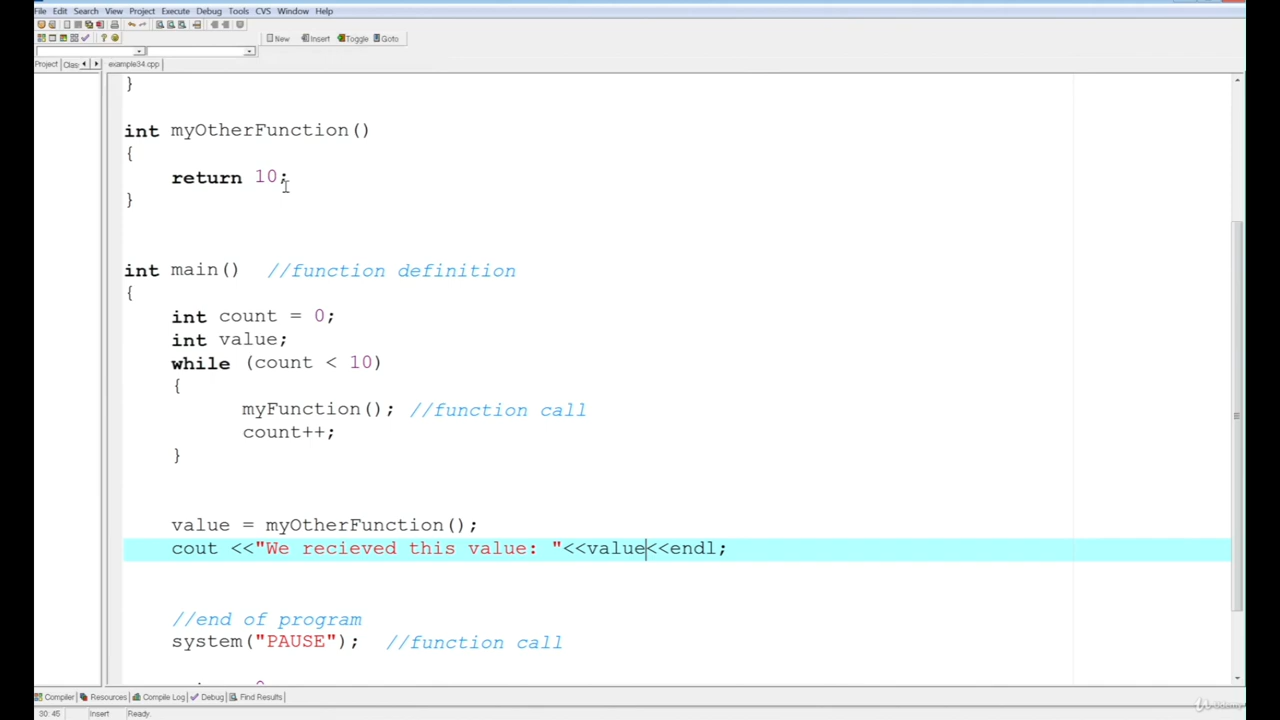 File Edit Search View Project Execute Debug Tools CVS Window Help
New Insert Toggle Goto
Project Clas example34.cpp
}
int myOtherFunction()
{
return 10;
}
int main() //function definition
{
int count = 0;
int value;
while (count < 10)
{
myFunction(); //function call
count++;
}
value = myOtherFunction();
cout <<"We recieved this value: "<<value<<endl;
//end of program
system("PAUSE"); //function call
Compiler Resources Compile Log Debug Find Results
30: 45 Insert Ready.
Udemy